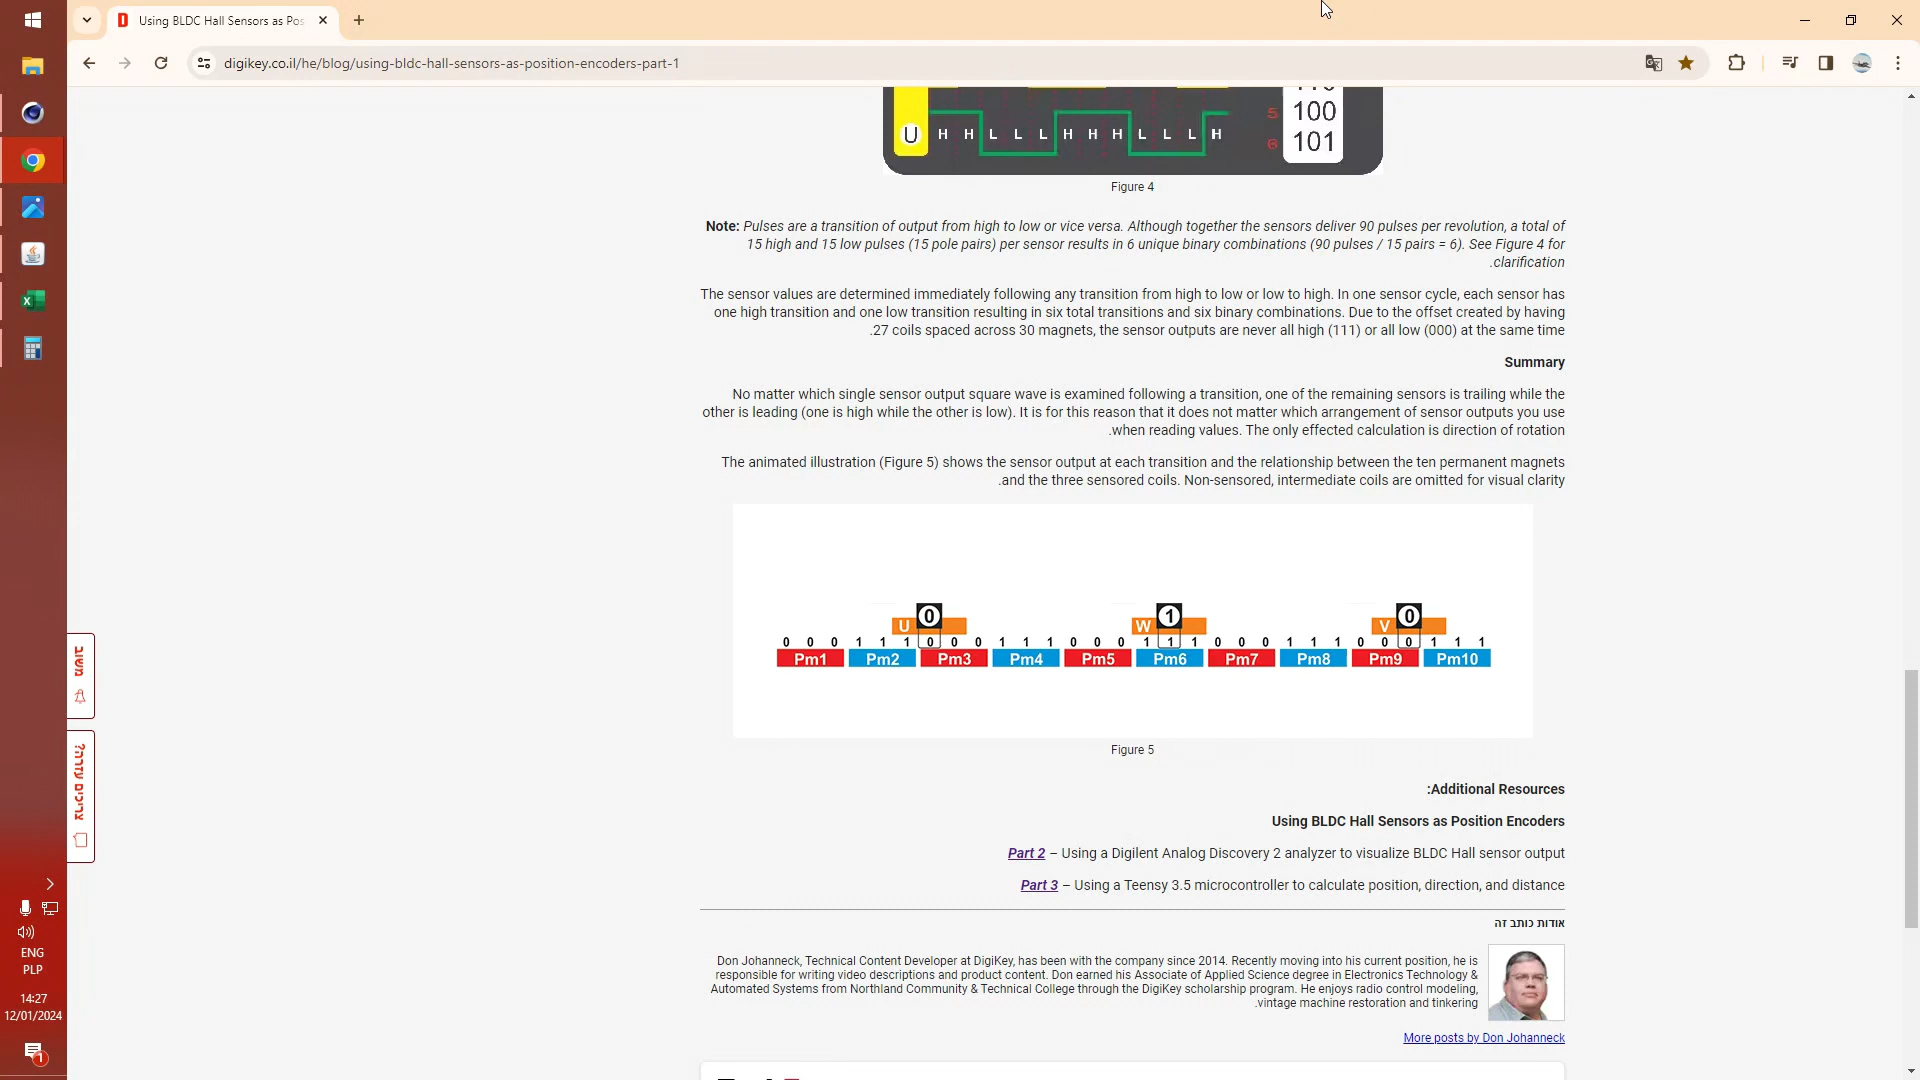 Using BLDC Hall Sensors as Pos
digikey.co.il/he/blog/using-bldc-hall-sensors-as-position-encoders-part-1
5 100
U H H L L L H H H L L L H
6 101
Figure 4
Note: Pulses are a transition of output from high to low or vice versa. Although together the sensors deliver 90 pulses per revolution, a total of
15 high and 15 low pulses (15 pole pairs) per sensor results in 6 unique binary combinations (90 pulses / 15 pairs = 6). See Figure 4 for
.clarification
The sensor values are determined immediately following any transition from high to low or low to high. In one sensor cycle, each sensor has
one high transition and one low transition resulting in six total transitions and six binary combinations. Due to the offset created by having
.27 coils spaced across 30 magnets, the sensor outputs are never all high (111) or all low (000) at the same time
Summary
No matter which single sensor output square wave is examined following a transition, one of the remaining sensors is trailing while the
other is leading (one is high while the other is low). It is for this reason that it does not matter which arrangement of sensor outputs you use
.when reading values. The only effected calculation is direction of rotation
The animated illustration (Figure 5) shows the sensor output at each transition and the relationship between the ten permanent magnets
.and the three sensored coils. Non-sensored, intermediate coils are omitted for visual clarity
0 1 0
U W V
0 0 0 1 1 1 0 0 0 1 1 1 0 0 0 1 1 1 0 0 0 1 1 1 0 0 0 1 1 1
Pm1 Pm2 Pm3 Pm4 Pm5 Pm6 Pm7 Pm8 Pm9 Pm10
Figure 5
:Additional Resources
Using BLDC Hall Sensors as Position Encoders
Part 2 – Using a Digilent Analog Discovery 2 analyzer to visualize BLDC Hall sensor output
Part 3 – Using a Teensy 3.5 microcontroller to calculate position, direction, and distance
אודות כותב זה
Don Johanneck, Technical Content Developer at DigiKey, has been with the company since 2014. Recently moving into his current position, he is
responsible for writing video descriptions and product content. Don earned his Associate of Applied Science degree in Electronics Technology &
Automated Systems from Northland Community & Technical College through the DigiKey scholarship program. He enjoys radio control modeling,
.vintage machine restoration and tinkering
More posts by Don Johanneck
משוב
צריכים עזרה?
ENG
PLP
14:27
12/01/2024
1